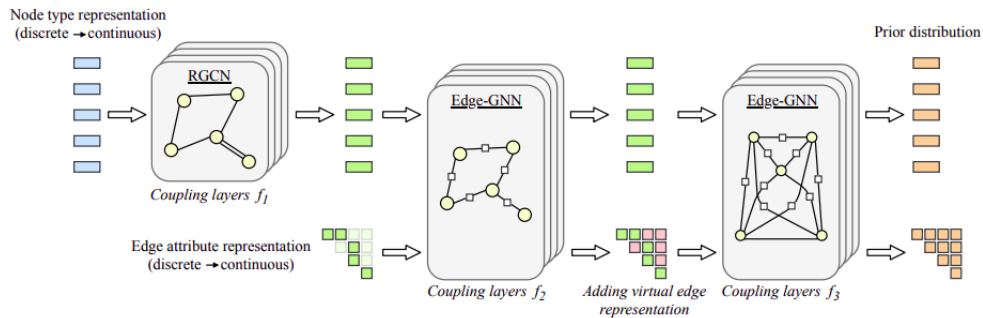 Node type representation
(discrete →continuous)
RGCN
Coupling layers f1
Edge attribute representation
(discrete →continuous)
Edge-GNN
Coupling layers f2
Adding virtual edge
representation
Edge-GNN
Coupling layers f3
Prior distribution